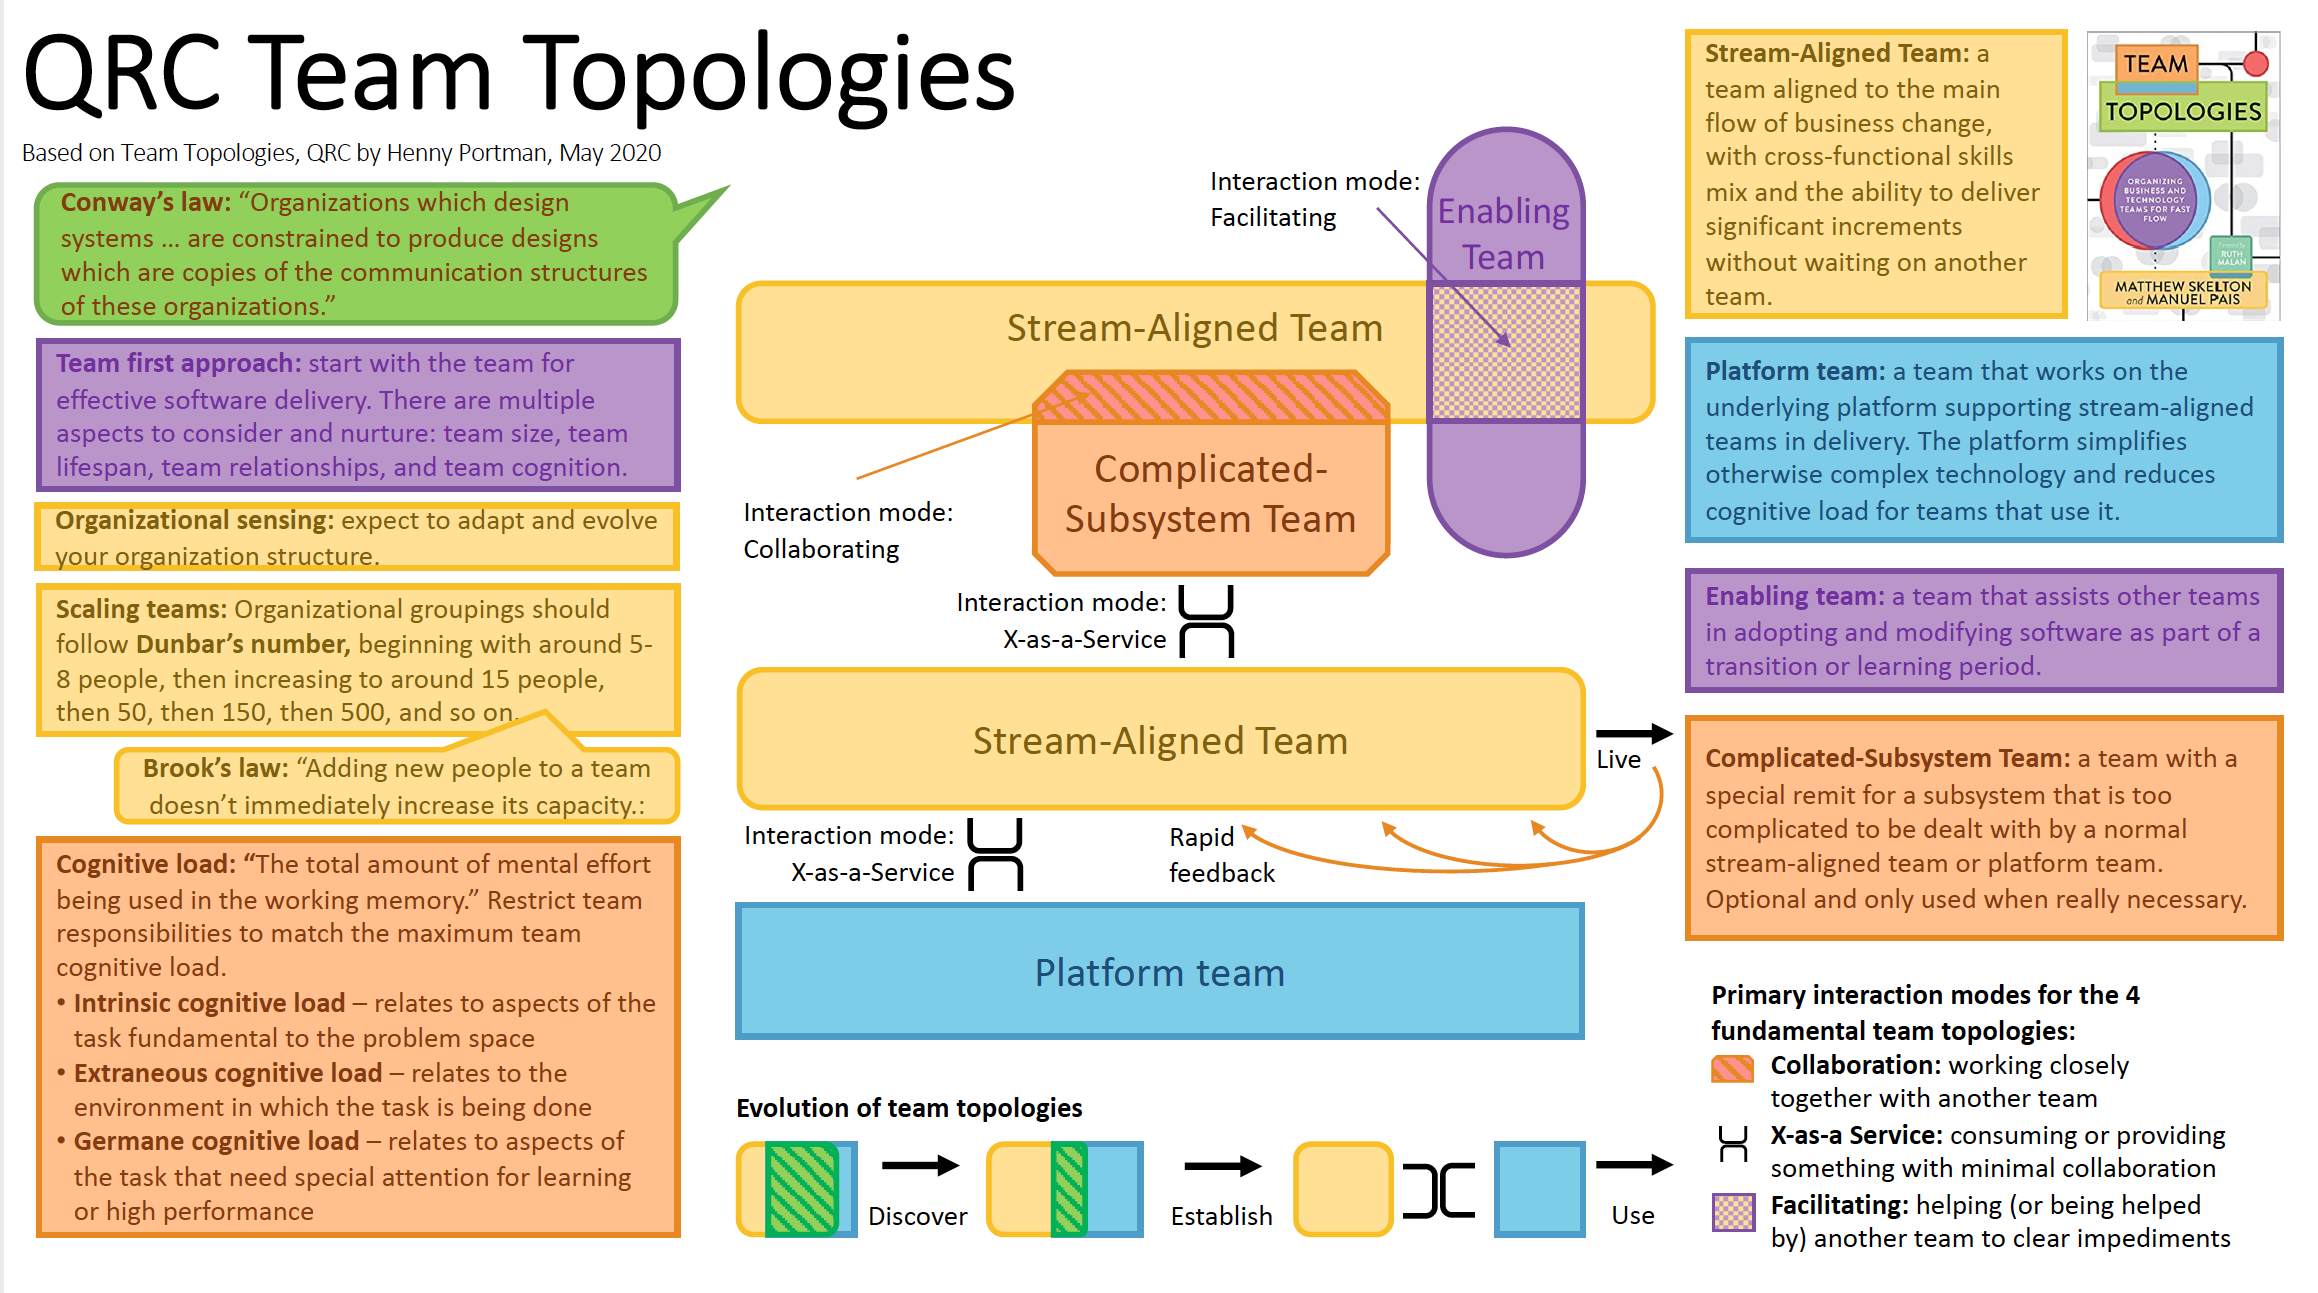 QRC Team Topologies
Based on Team Topologies, QRC by Henny Portman, May 2020
Conway's law: “Organizations which design
systems ... are constrained to produce designs
which are copies of the communication structures
of these organizations.”
Team first approach: start with the team for
effective software delivery. There are multiple
aspects to consider and nurture: team size, team
lifespan, team relationships, and team cognition.
Organizational sensing: expect to adapt and evolve
your organization structure.
Scaling teams: Organizational groupings should
follow Dunbar's number, beginning with around 5-
8 people, then increasing to around 15 people,
then 50, then 150, then 500, and so on.
Brook's law: “Adding new people to a team
doesn't immediately increase its capacity.:
Cognitive load: “The total amount of mental effort
being used in the working memory.” Restrict team
responsibilities to match the maximum team
cognitive load.
• Intrinsic cognitive load – relates to aspects of the
task fundamental to the problem space
• Extraneous cognitive load – relates to the
environment in which the task is being done
• Germane cognitive load – relates to aspects of
the task that need special attention for learning
or high performance
Interaction mode:
Facilitating
Enabling
Team
Stream-Aligned Team
Complicated-
Subsystem Team
Interaction mode:
Collaborating
Interaction mode:
X-as-a-Service
Stream-Aligned Team
Live
Interaction mode:
X-as-a-Service
Rapid
feedback
Platform team
Evolution of team topologies
Discover
Establish
Use
Stream-Aligned Team: a
team aligned to the main
flow of business change,
with cross-functional skills
mix and the ability to deliver
significant increments
without waiting on another
team.
TEAM
TOPOLOGIES
ORGANIZING
BUSINESS AND
TECHNOLOGY
TEAMS FOR FAST
FLOW
RUTH
MALAN
MATTHEW SKELTON
and MANUEL PAIS
Platform team: a team that works on the
underlying platform supporting stream-aligned
teams in delivery. The platform simplifies
otherwise complex technology and reduces
cognitive load for teams that use it.
Enabling team: a team that assists other teams
in adopting and modifying software as part of a
transition or learning period.
Complicated-Subsystem Team: a team with a
special remit for a subsystem that is too
complicated to be dealt with by a normal
stream-aligned team or platform team.
Optional and only used when really necessary.
Primary interaction modes for the 4
fundamental team topologies:
Collaboration: working closely
together with another team
X-as-a Service: consuming or providing
something with minimal collaboration
Facilitating: helping (or being helped
by) another team to clear impediments